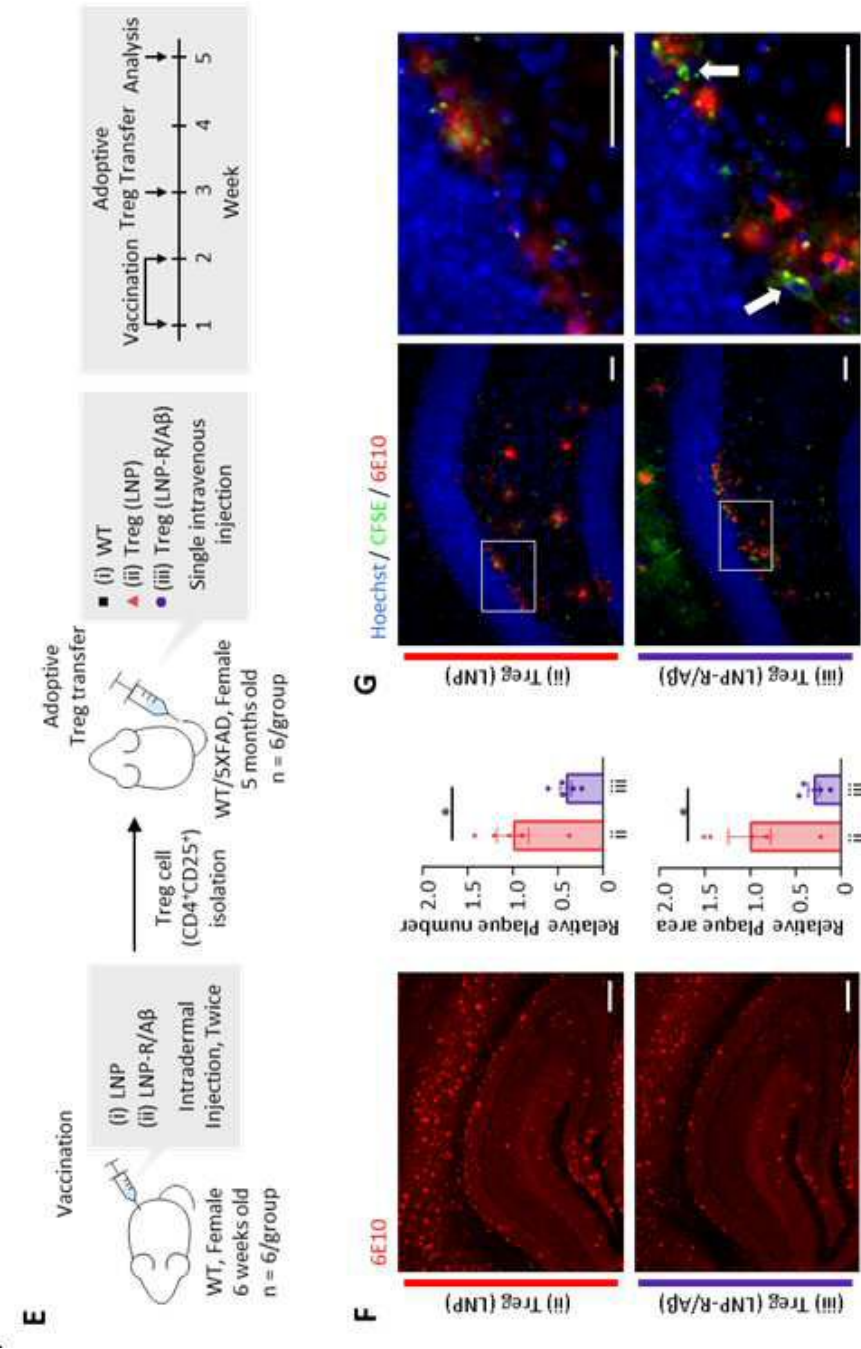 E
Vaccination
(i) LNP
(ii) LNP-R/Aβ
Intradermal
Injection, Twice
WT, Female
6 weeks old
n = 6/group
Treg cell
(CD4⁺CD25⁺)
isolation
Adoptive
Treg transfer
WT/5XFAD, Female
5 months old
n = 6/group
(i) WT
(ii) Treg (LNP)
(iii) Treg (LNP-R/Aβ)
Single intravenous
injection
Adoptive
Vaccination Treg Transfer Analysis
1 2 3 4 5
Week
F
6E10
(ii) Treg (LNP)
(iii) Treg (LNP-R/Aβ)
Relative Plaque number
2.0
1.5
1.0
0.5
0
*
ii iii
Relative Plaque area
2.0
1.5
1.0
0.5
0
*
ii iii
G
Hoechst / CFSE / 6E10
(ii) Treg (LNP)
(iii) Treg (LNP-R/Aβ)